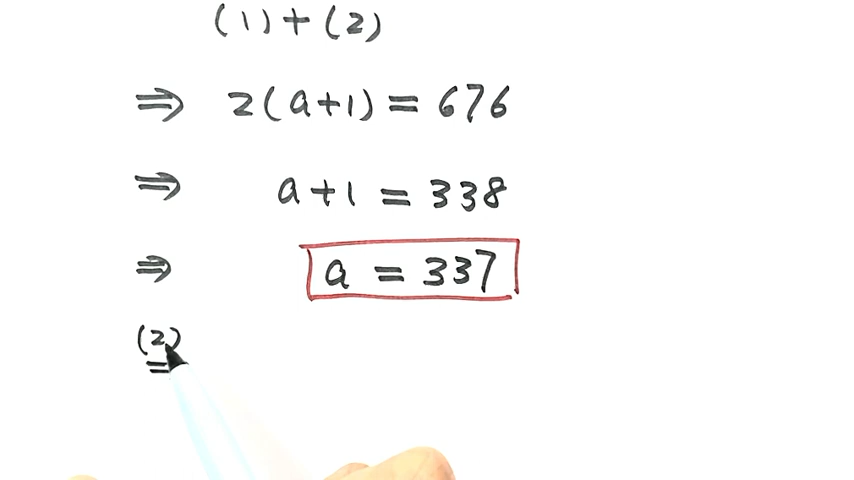 (1)+(2)
⇒ 2(a+1) = 676
⇒ a+1 = 338
⇒ a = 337
(2)
=